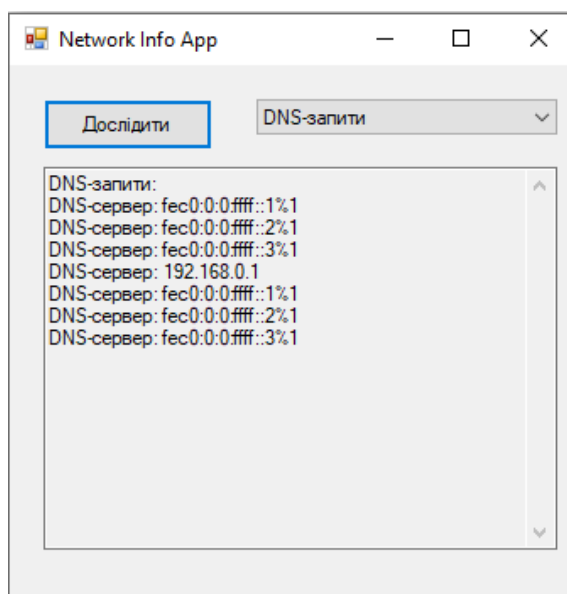 Network Info App
Дослідити
DNS-запити
DNS-запити:
DNS-сервер: fec0:0:0:ffff::1%1
DNS-сервер: fec0:0:0:ffff::2%1
DNS-сервер: fec0:0:0:ffff::3%1
DNS-сервер: 192.168.0.1
DNS-сервер: fec0:0:0:ffff::1%1
DNS-сервер: fec0:0:0:ffff::2%1
DNS-сервер: fec0:0:0:ffff::3%1